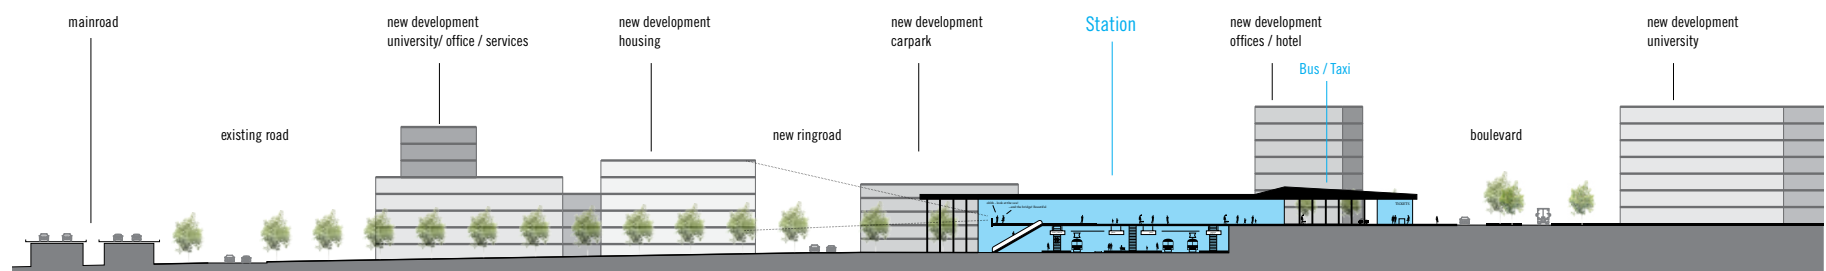 mainroad
new development
university/ office / services
new development
housing
new development
carpark
Station
new development
offices / hotel
Bus / Taxi
new development
university
existing road
new ringroad
boulevard